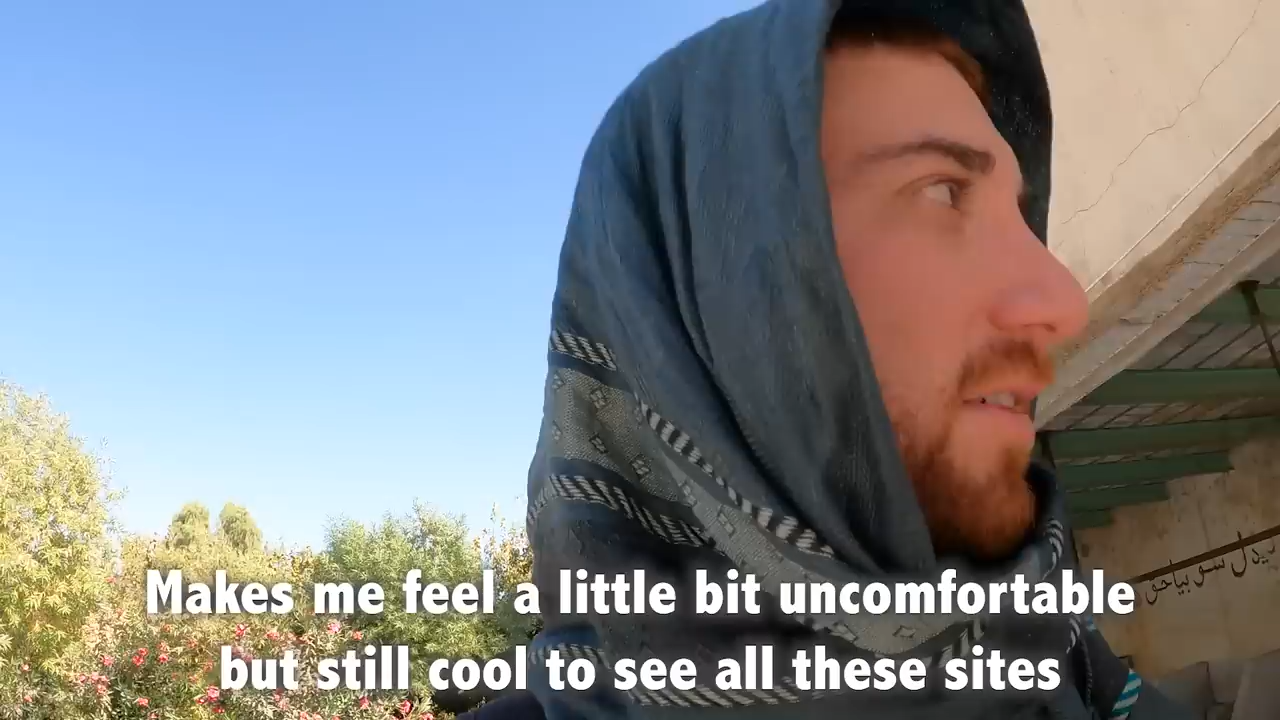 Makes me feel a little bit uncomfortable
but still cool to see all these sites